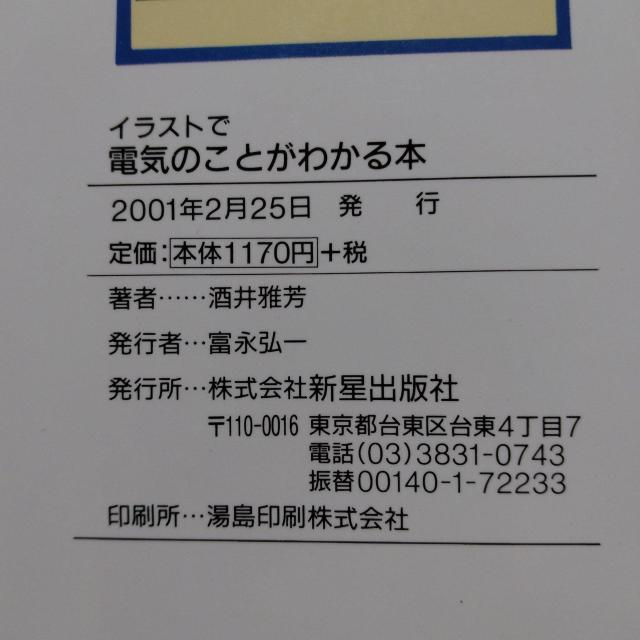 イラストで
電気のことがわかる本
2001年2月25日 発 行
定価:本体1170円+税
著者……酒井雅芳
発行者…富永弘一
発行所…株式会社新星出版社
〒110-0016 東京都台東区台東4丁目7
電話(03)3831-0743
振替00140-1-72233
印刷所…湯島印刷株式会社